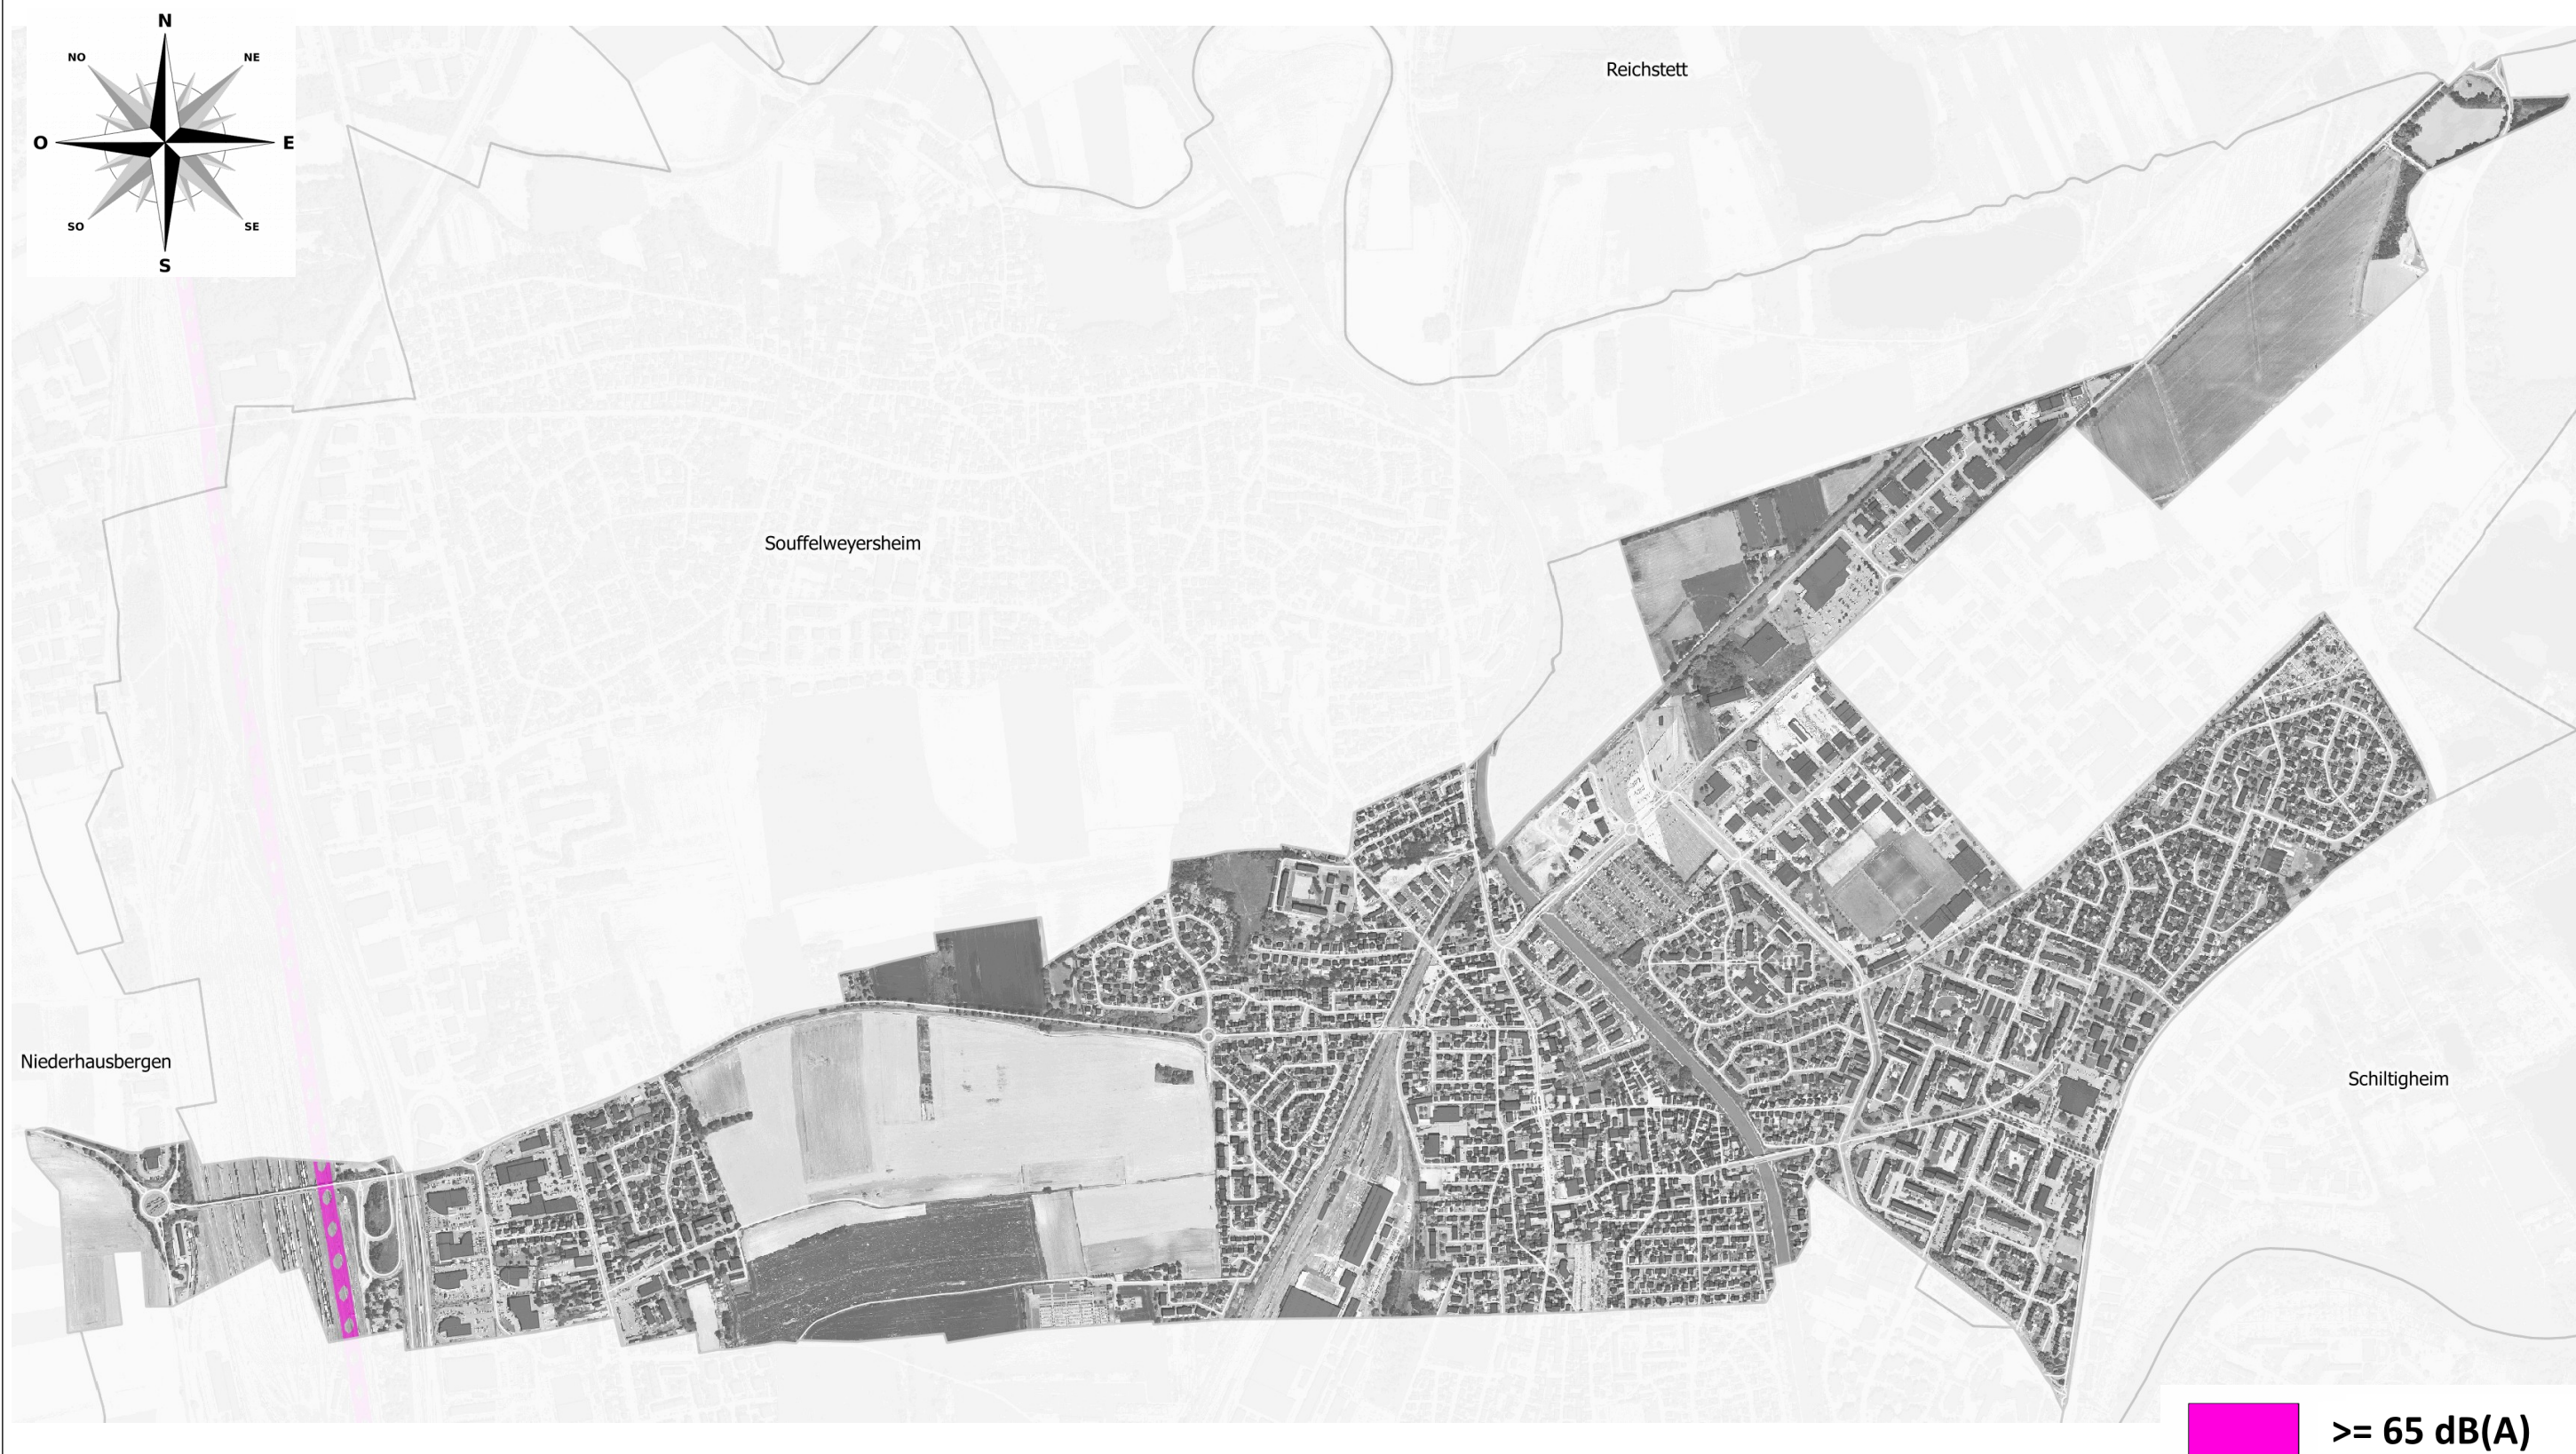 N
NO
NE
O
E
SO
SE
S
Reichstett
Souffelweyersheim
Niederhausbergen
Schiltigheim
>= 65 dB(A)